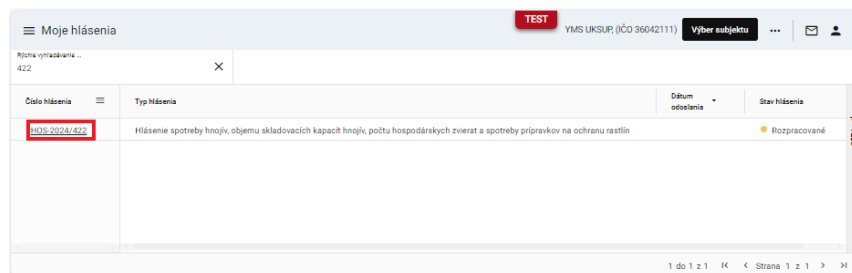 Moje hlásenia
TEST
YMS UKSUP, (IČO 36042111)
Výber subjektu
Rýchle vyhľadávanie ...
422
Číslo hlásenia
Typ hlásenia
Dátum
odoslania
Stav hlásenia
HOS-2024/422
Hlásenie spotreby hnojív, objemu skladovacích kapacít hnojív, počtu hospodárskych zvierat a spotreby prípravkov na ochranu rastlín
Rozpracované
1 do 1 z 1
Strana 1 z 1